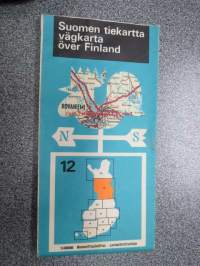 Suomen tiekartta
vägkarta
över Finland
ROVANIEMI
N S
12